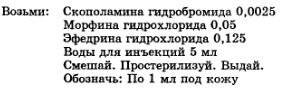 Возьми: Скополамина гидробромида 0,0025
Морфина гидрохлорида 0,05
Эфедрина гидрохлорида 0,125
Воды для инъекций 5 мл
Смешай. Простерилизуй. Выдай.
Обозначь: По 1 мл под кожу